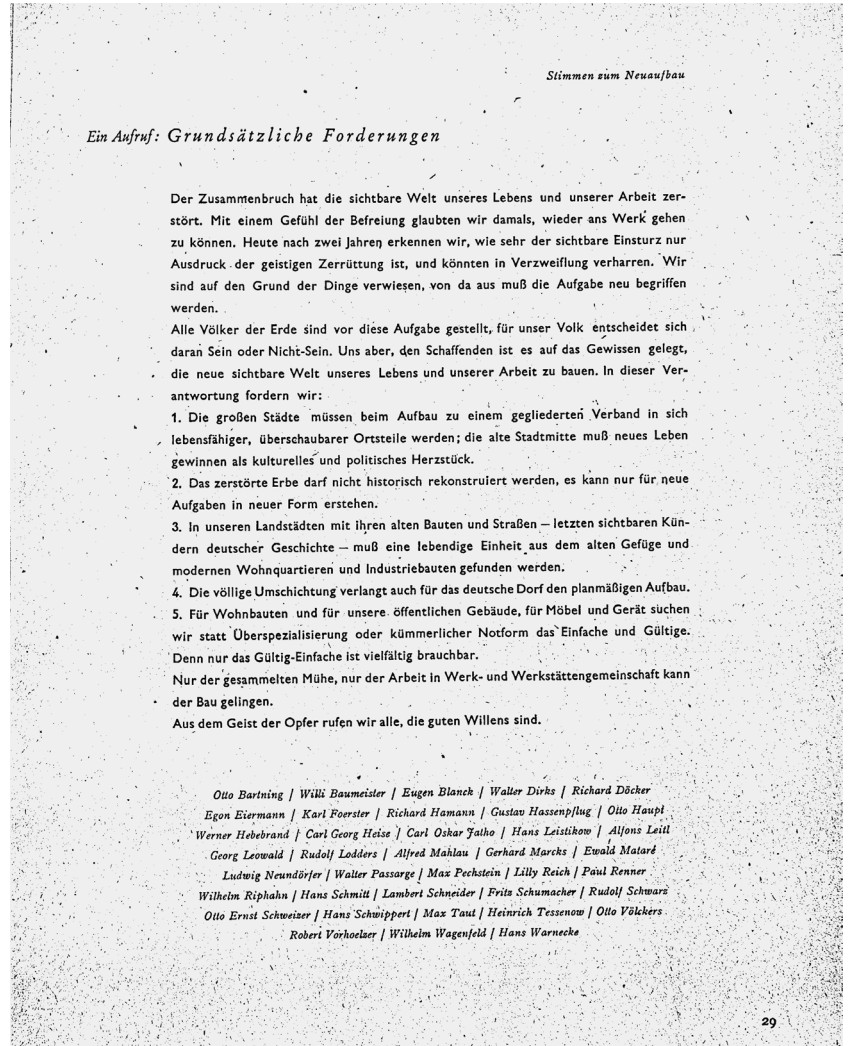 Stimmen zum Neuaufbau
Ein Aufruf: Grundsätzliche Forderungen
Der Zusammenbruch hat die sichtbare Welt unseres Lebens und unserer Arbeit zer-
stört. Mit einem Gefühl der Befreiung glaubten wir damals, wieder ans Werk gehen
zu können. Heute nach zwei Jahren erkennen wir, wie sehr der sichtbare Einsturz nur
Ausdruck der geistigen Zerrüttung ist, und könnten in Verzweiflung verharren. Wir
sind auf den Grund der Dinge verwiesen, von da aus muß die Aufgabe neu begriffen
werden.
Alle Völker der Erde sind vor diese Aufgabe gestellt, für unser Volk entscheidet sich
daran Sein oder Nicht-Sein. Uns aber, den Schaffenden ist es auf das Gewissen gelegt,
die neue sichtbare Welt unseres Lebens und unserer Arbeit zu bauen. In dieser Ver-
antwortung fordern wir:
1. Die großen Städte müssen beim Aufbau zu einem gegliederten Verband in sich
lebensfähiger, überschaubarer Ortsteile werden; die alte Stadtmitte muß neues Leben
gewinnen als kulturelles und politisches Herzstück.
2. Das zerstörte Erbe darf nicht historisch rekonstruiert werden, es kann nur für neue
Aufgaben in neuer Form erstehen.
3. In unseren Landstädten mit ihren alten Bauten und Straßen — letzten sichtbaren Kün-
dern deutscher Geschichte — muß eine lebendige Einheit aus dem alten Gefüge und
modernen Wohnquartieren und Industriebauten gefunden werden.
4. Die völlige Umschichtung verlangt auch für das deutsche Dorf den planmäßigen Aufbau.
5. Für Wohnbauten und für unsere öffentlichen Gebäude, für Möbel und Gerät suchen
wir statt Überspezialisierung oder kümmerlicher Notform das Einfache und Gültige.
Denn nur das Gültig-Einfache ist vielfältig brauchbar.
Nur der gesammelten Mühe, nur der Arbeit in Werk- und Werkstättengemeinschaft kann
der Bau gelingen.
Aus dem Geist der Opfer rufen wir alle, die guten Willens sind.
Otto Bartning / Willi Baumeister / Eugen Blanck / Walter Dirks / Richard Döcker
Egon Eiermann / Karl Foerster / Richard Hamann / Gustav Hassenpflug / Otto Haupt
Werner Hebebrand / Carl Georg Heise / Carl Oskar Jatho / Hans Leistikow / Alfons Leitl
Georg Leowald / Rudolf Lodders / Alfred Mahlau / Gerhard Marcks / Ewald Mataré
Ludwig Neundörfer / Walter Passarge / Max Pechstein / Lilly Reich / Paul Renner
Wilhelm Riphahn / Hans Schmitt / Lambert Schneider / Fritz Schumacher / Rudolf Schwarz
Otto Ernst Schweizer / Hans Schwippert / Max Taut / Heinrich Tessenow / Otto Völckers
Robert Vorhoelzer / Wilhelm Wagenfeld / Hans Warnecke
29